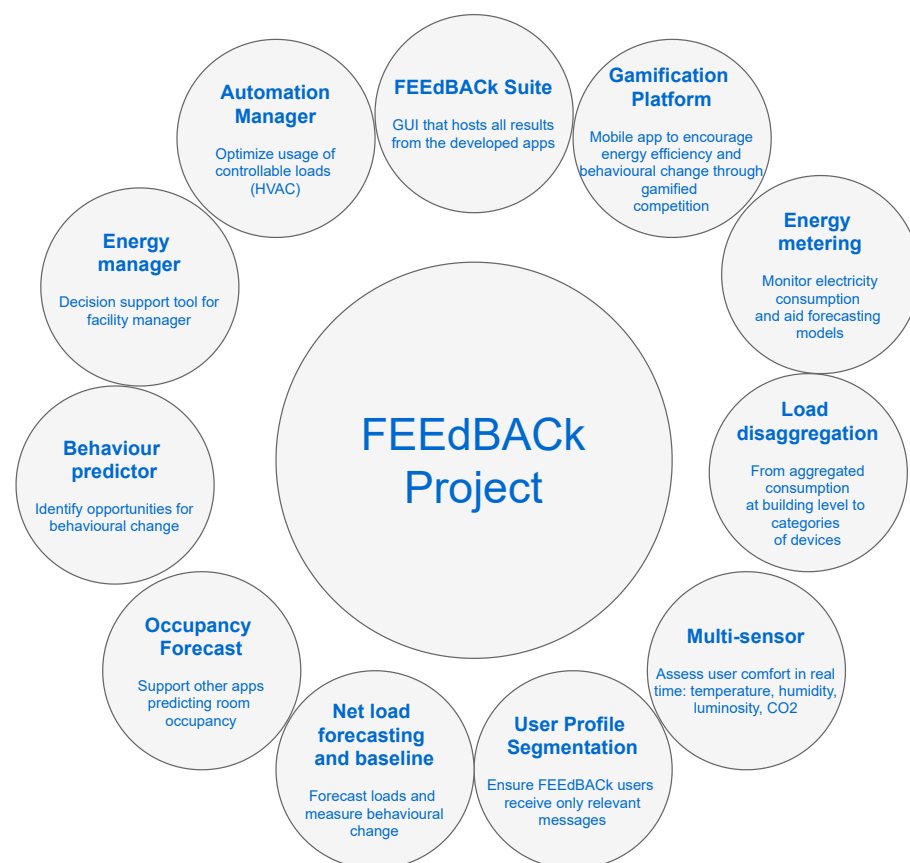 FEEdBACk Suite
GUI that hosts all results
from the developed apps
Gamification
Platform
Mobile app to encourage
energy efficiency and
behavioural change through
gamified
competition
Energy
metering
Monitor electricity
consumption
and aid forecasting
models
Load
disaggregation
From aggregated
consumption
at building level to
categories
of devices
Multi-sensor
Assess user comfort in real
time: temperature, humidity,
luminosity, CO2
User Profile
Segmentation
Ensure FEEdBACk users
receive only relevant
messages
Net load
forecasting
and baseline
Forecast loads and
measure behavioural
change
Occupancy
Forecast
Support other apps
predicting room
occupancy
Behaviour
predictor
Identify opportunities for
behavioural change
Energy
manager
Decision support tool for
facility manager
Automation
Manager
Optimize usage of
controllable loads
(HVAC)
FEEdBACk
Project